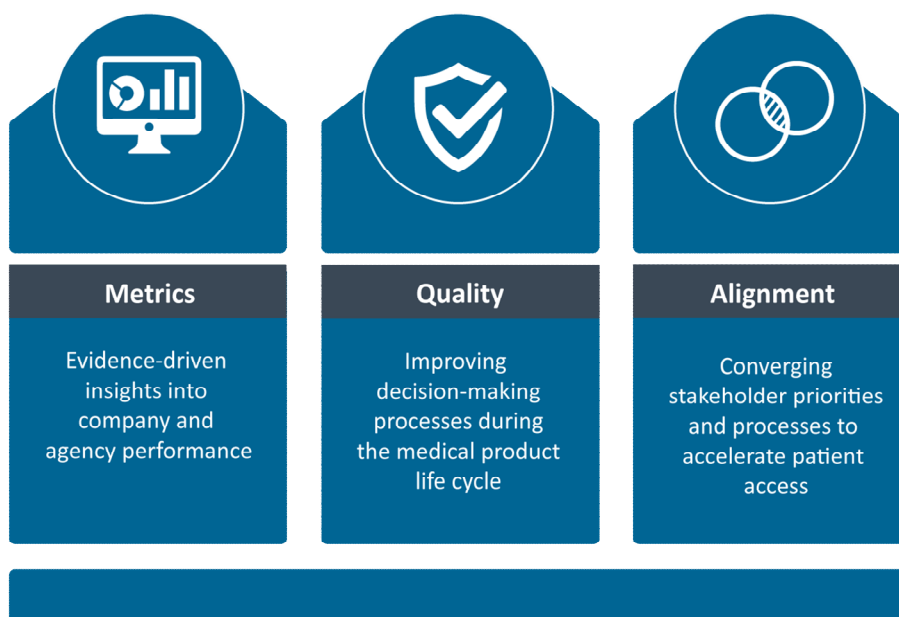 Metrics
Evidence-driven
insights into
company and
agency performance
Quality
Improving
decision-making
processes during
the medical product
life cycle
Alignment
Converging
stakeholder priorities
and processes to
accelerate patient
access